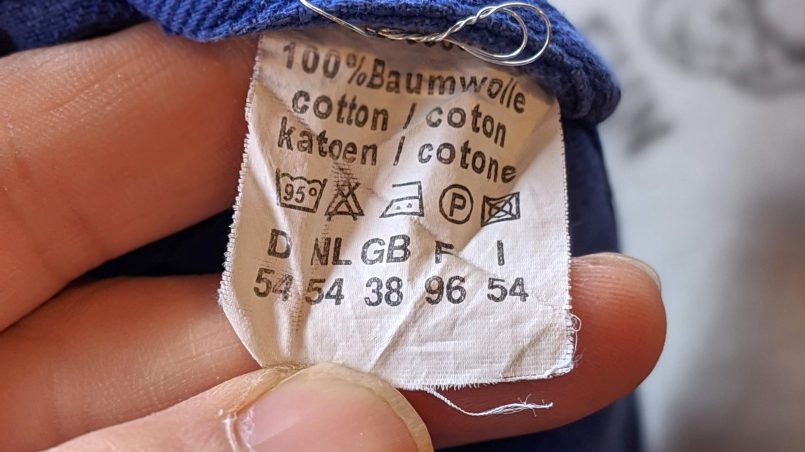 100%Baumwolle
cotton / coton
katoen / cotone
95° P
D NL GB F I
54 54 38 96 54